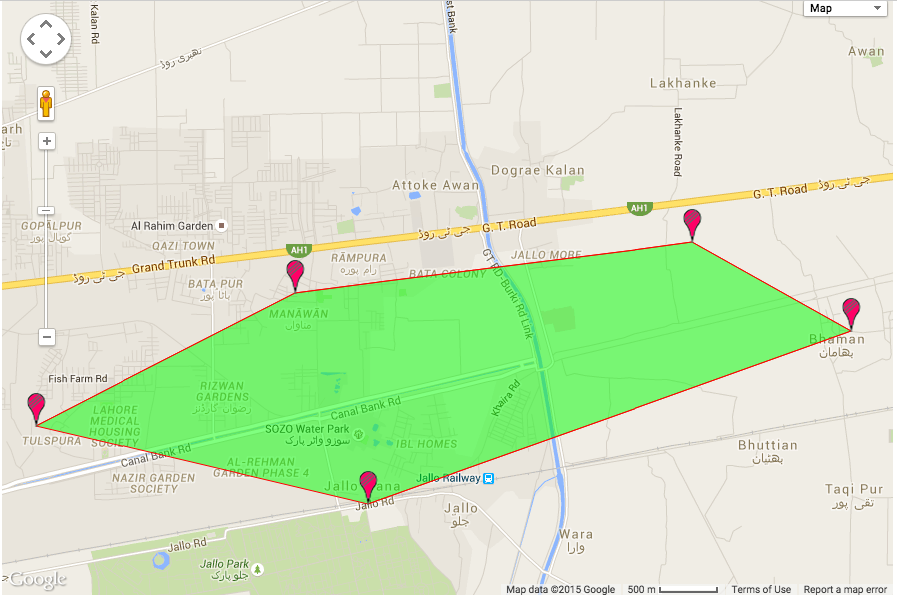 Kalan Rd
st Bank
Map
نھیری روڈ
Awan
Lakhanke
Lakhanke Road
arh
Dograe Kalan
Attoke Awan
G. T. Road جی ٹی روڈ
AH1
GOPALPUR
گوپال پور
Al Rahim Garden
QAZI TOWN
جی ٹی روڈ G. T. Road
AH1
جی ٹی روڈ Grand Trunk Rd
RĀMPURA
رام پورہ
JALLO MORE
BATA COLONY
BATA PUR
باٹا پور
GT RD-Burki Rd Link
MANĀWĀN
مناواں
Bhaman
بھامان
Fish Farm Rd
RIZWAN
GARDENS
رضوان گارڈنز
Khaira Rd
Canal Bank Rd
LAHORE
MEDICAL
HOUSING
SOCIETY
TULSPURA
SOZO Water Park
سوزو واٹر پارک
IBL HOMES
Canal Bank Rd
Bhuttian
بھٹیاں
AL-REHMAN
GARDEN PHASE 4
NAZIR GARDEN
SOCIETY
Jallo Railway
Taqi Pur
تقی پور
Jallo Rd
Jallo
جلو
Wara
وارا
Jallo Rd
Jallo Park
جلو پارک
Google
Map data ©2015 Google
500 m
Terms of Use
Report a map error